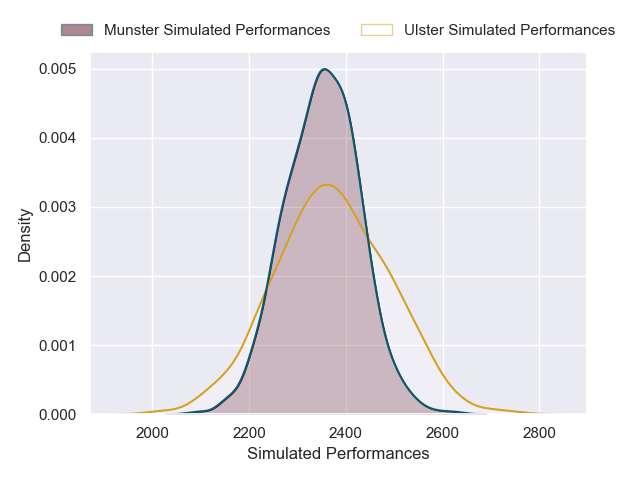 Munster Simulated Performances Ulster Simulated Performances
0.005
0.004
0.003
0.002
0.001
0.000
Density
2000 2200 2400 2600 2800
Simulated Performances